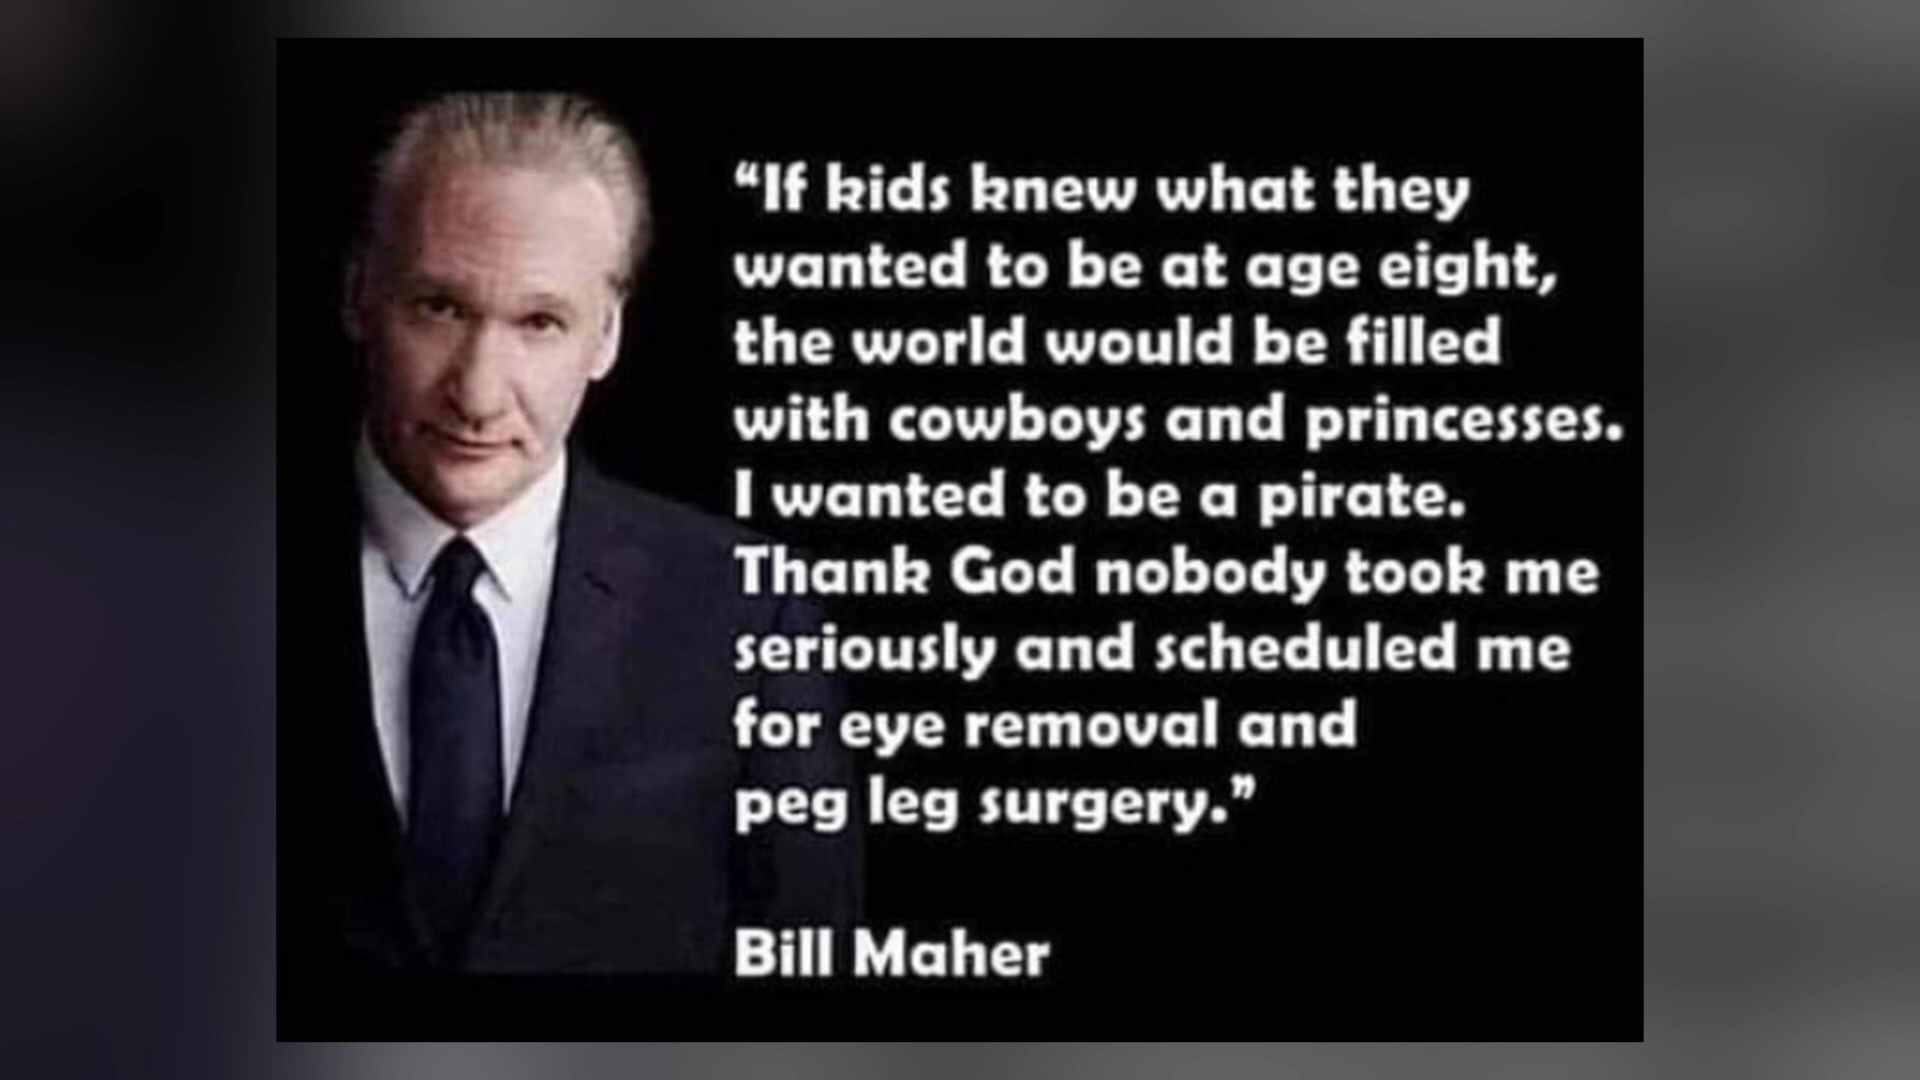 “If kids knew what they
wanted to be at age eight,
the world would be filled
with cowboys and princesses.
I wanted to be a pirate.
Thank God nobody took me
seriously and scheduled me
for eye removal and
peg leg surgery.”
Bill Maher